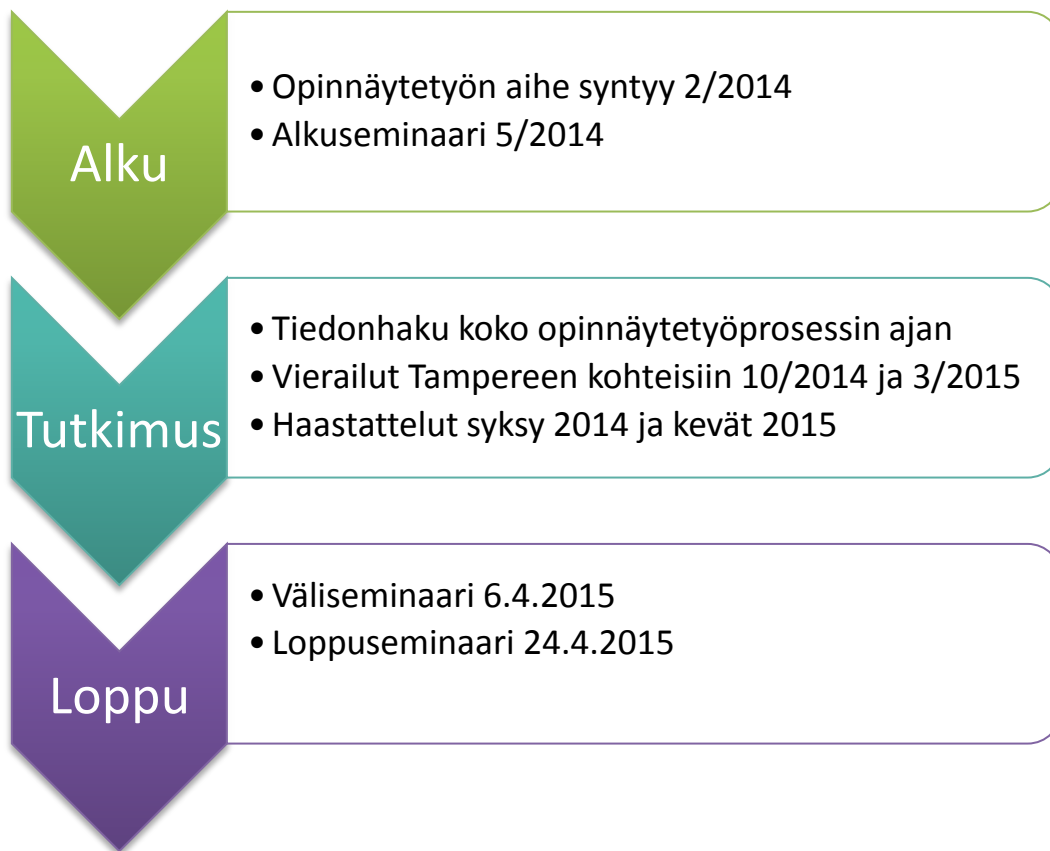 Alku
• Opinnäytetyön aihe syntyy 2/2014
• Alkuseminaari 5/2014
Tutkimus
• Tiedonhaku koko opinnäytetyöprosessin ajan
• Vierailut Tampereen kohteisiin 10/2014 ja 3/2015
• Haastattelut syksy 2014 ja kevät 2015
Loppu
• Väliseminaari 6.4.2015
• Loppuseminaari 24.4.2015